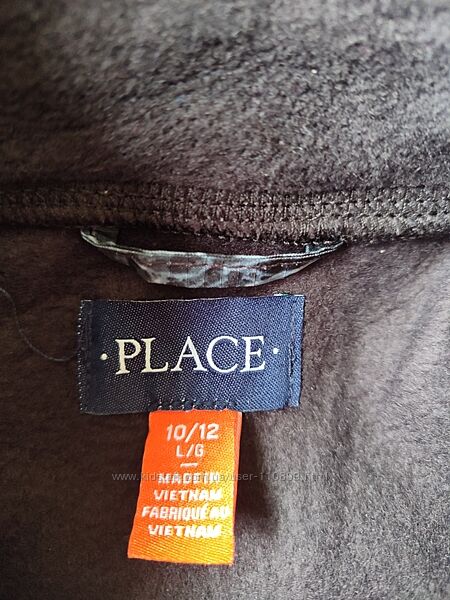 · PLACE ·
10/12
L/G
MADE IN
VIETNAM
FABRIQUÉ AU
VIETNAM